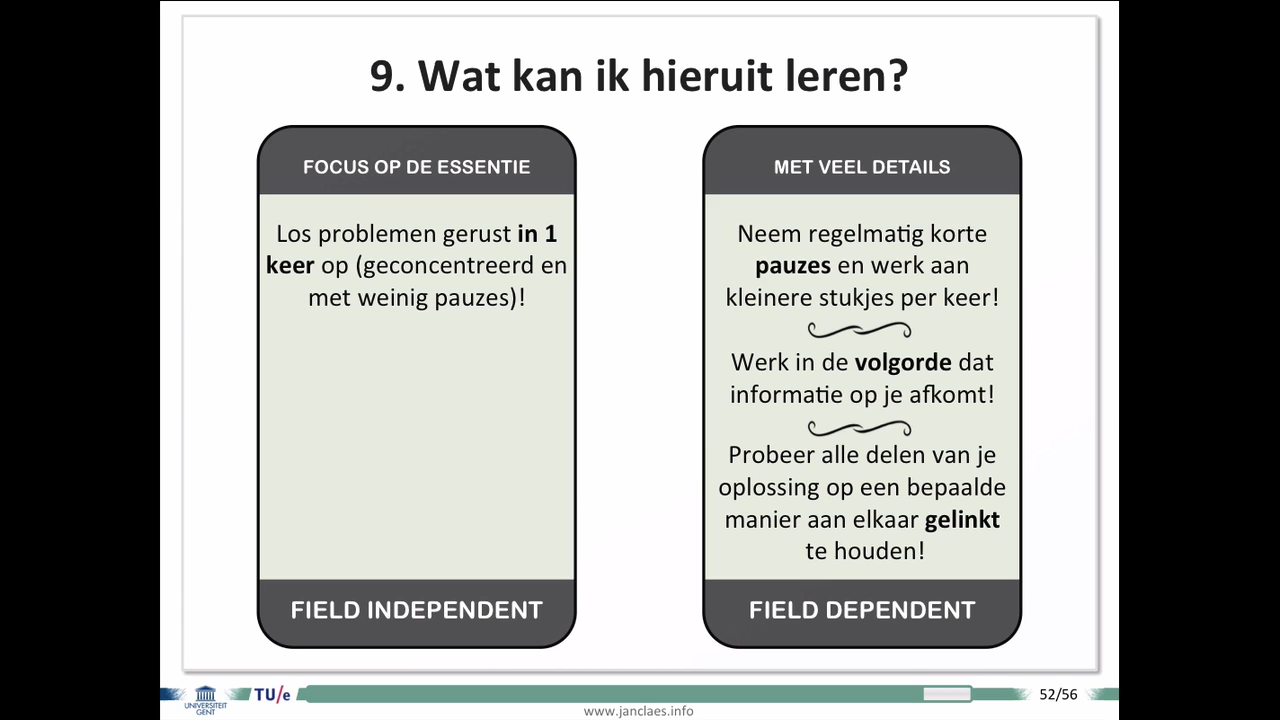 9. Wat kan ik hieruit leren?
FOCUS OP DE ESSENTIE
Los problemen gerust in 1
keer op (geconcentreerd en
met weinig pauzes)!
FIELD INDEPENDENT
MET VEEL DETAILS
Neem regelmatig korte
pauzes en werk aan
kleinere stukjes per keer!
Werk in de volgorde dat
informatie op je afkomt!
Probeer alle delen van je
oplossing op een bepaalde
manier aan elkaar gelinkt
te houden!
FIELD DEPENDENT
UNIVERSITEIT
GENT
TU/e
52/56
www.janclaes.info